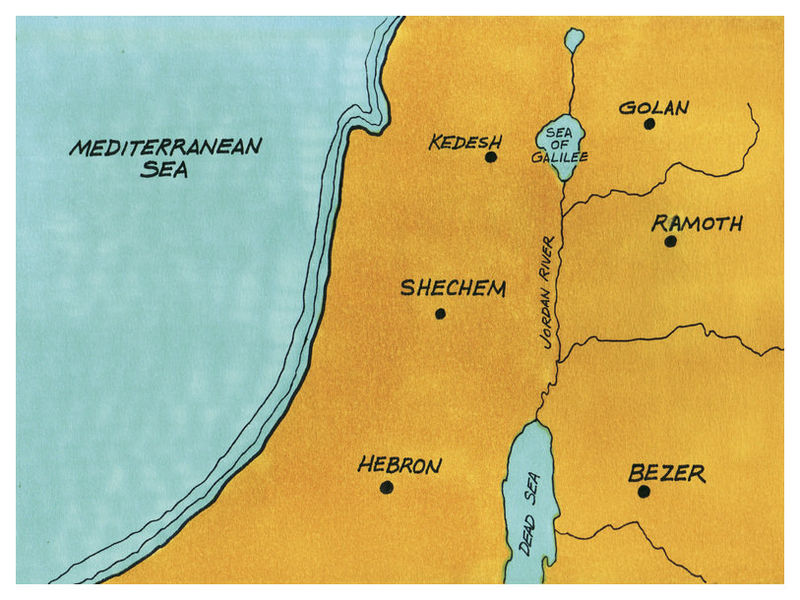 GOLAN
KEDESH
SEA
OF
GALILEE
MEDITERRANEAN
SEA
RAMOTH
JORDAN RIVER
SHECHEM
HEBRON
BEZER
DEAD SEA